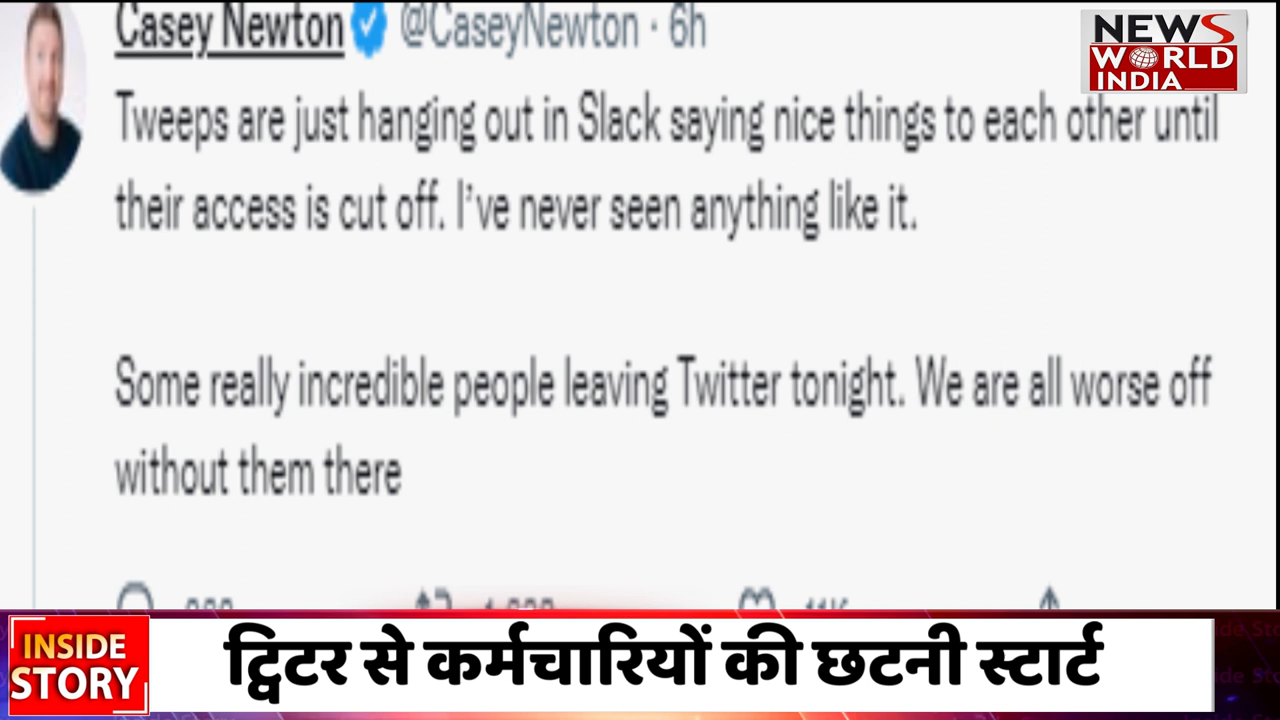 Casey Newton @CaseyNewton · 6h
NEWS
WORLD
INDIA
Tweeps are just hanging out in Slack saying nice things to each other until
their access is cut off. I've never seen anything like it.
Some really incredible people leaving Twitter tonight. We are all worse off
without them there
INSIDE
STORY
ट्विटर से कर्मचारियों की छटनी स्टार्ट